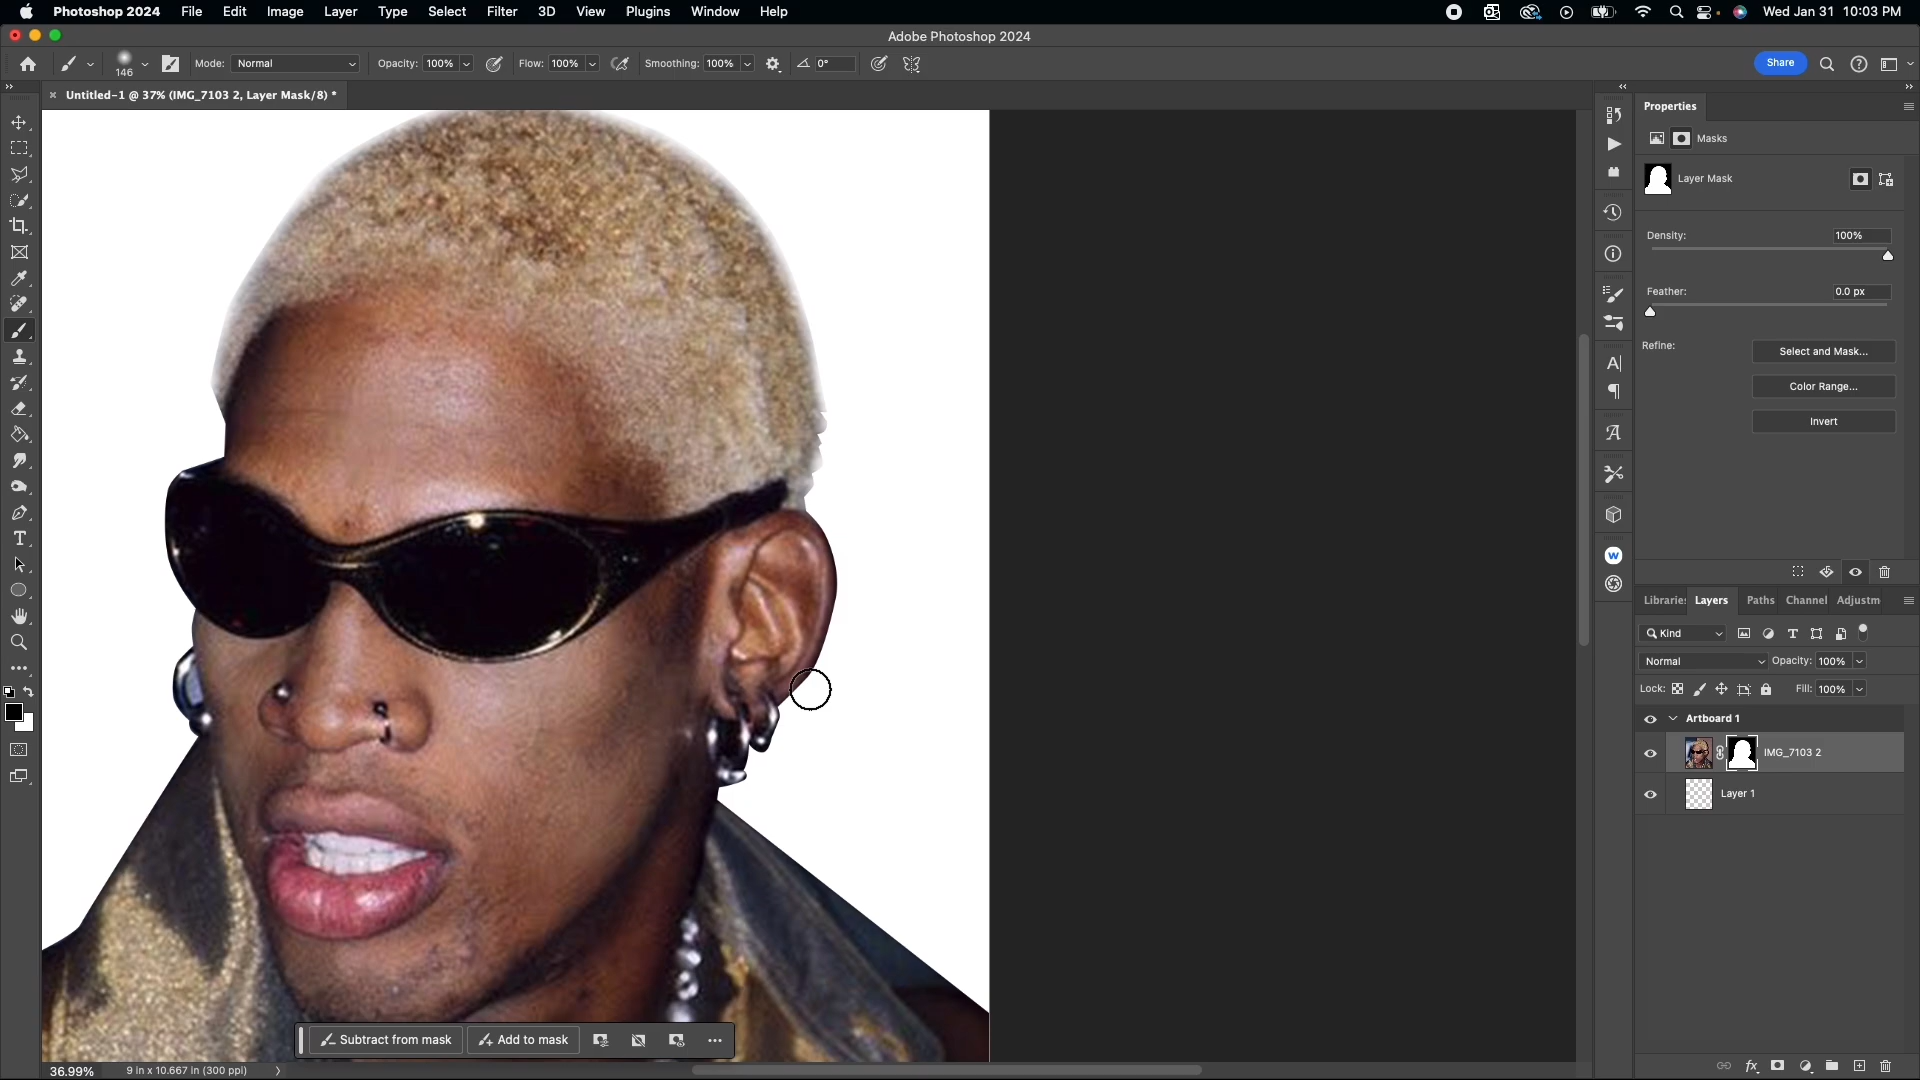 Photoshop 2024 File Edit Image Layer Type Select Filter 3D View Plugins Window Help Wed Jan 31 10:03 PM
Adobe Photoshop 2024
146 Mode: Normal Opacity: 100% Flow: 100% Smoothing: 100% 0° Share
Untitled-1 @ 37% (IMG_7103 2, Layer Mask/8) *
Properties
Masks
Layer Mask
Density: 100%
Feather: 0.0 px
Refine: Select and Mask...
Color Range...
Invert
Libraries Layers Paths Channel Adjustm
Kind
Normal Opacity: 100%
Lock: Fill: 100%
Artboard 1
IMG_7103 2
Layer 1
Subtract from mask Add to mask
36.99% 9 in x 10.667 in (300 ppi)